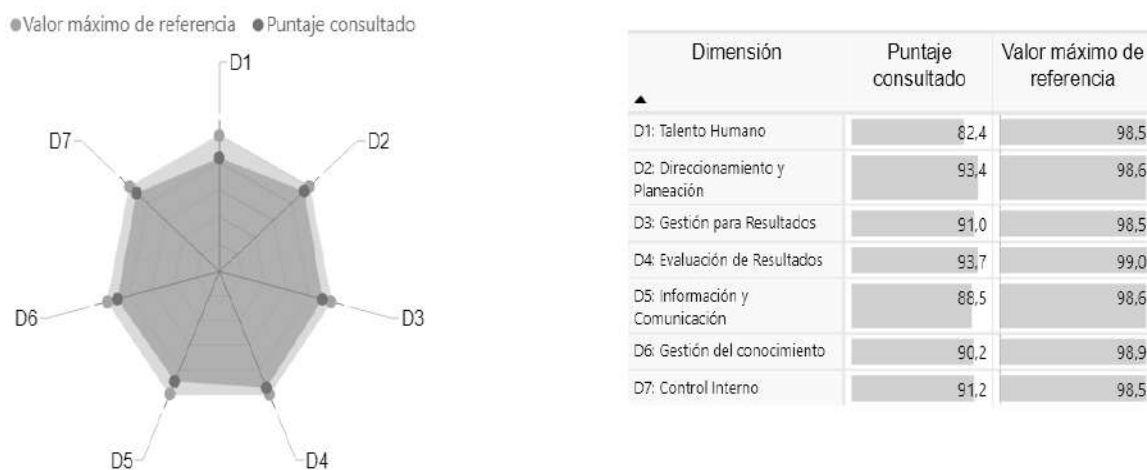 Valor máximo de referencia Puntaje consultado
D1
D2
D3
D4
D5
D6
D7
Dimensión Puntaje consultado Valor máximo de referencia
D1: Talento Humano 82,4 98,5
D2: Direccionamiento y Planeación 93,4 98,6
D3: Gestión para Resultados 91,0 98,5
D4: Evaluación de Resultados 93,7 99,0
D5: Información y Comunicación 88,5 98,6
D6: Gestión del conocimiento 90,2 98,9
D7: Control Interno 91,2 98,5